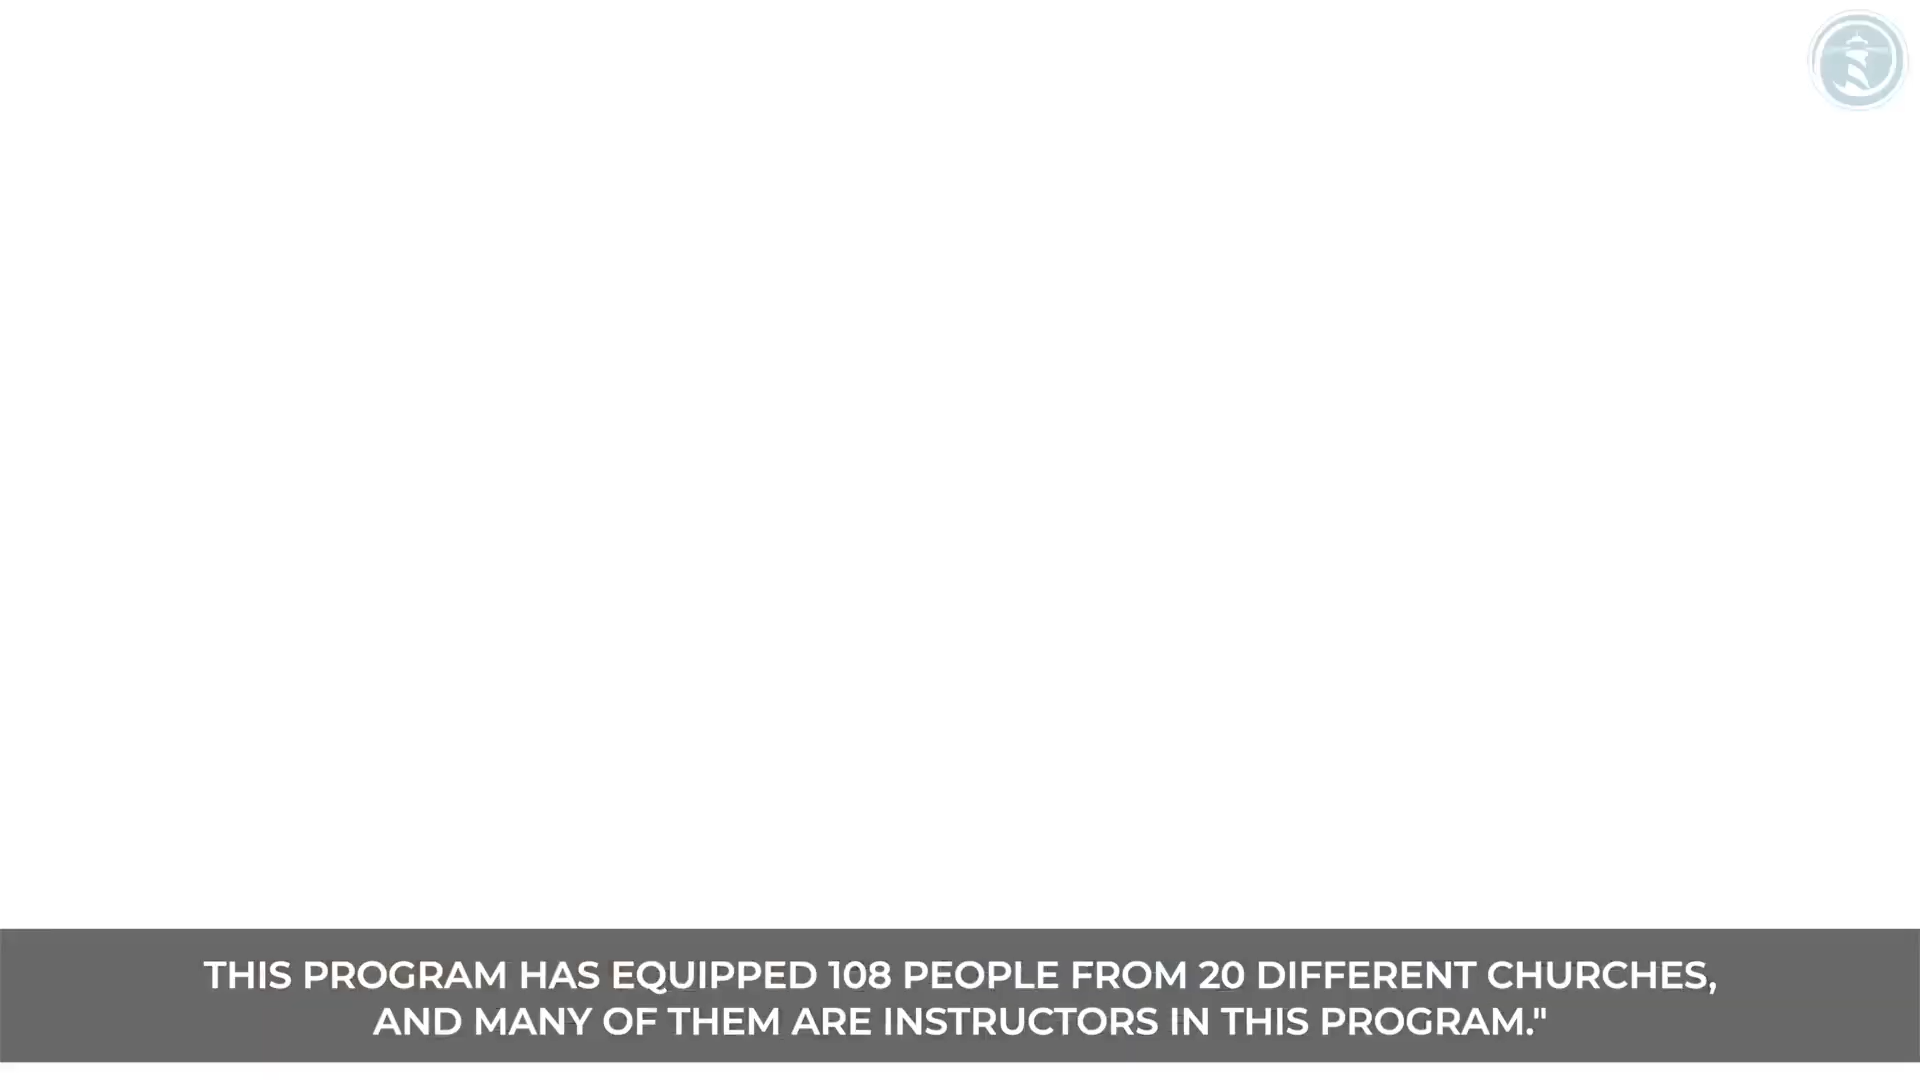 THIS PROGRAM HAS EQUIPPED 108 PEOPLE FROM 20 DIFFERENT CHURCHES,
AND MANY OF THEM ARE INSTRUCTORS IN THIS PROGRAM."